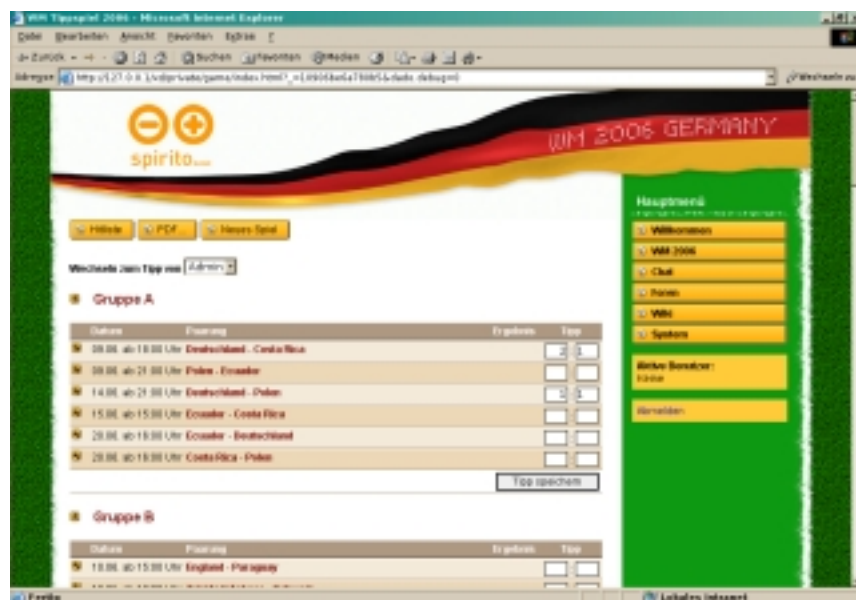 WM Tippspiel 2006 - Microsoft Internet Explorer
Datei Bearbeiten Ansicht Favoriten Extras ?
Zurück Suchen Favoriten Medien
Adresse
spirito
WM 2006 GERMANY
Hauptmenü
Willkommen
WM 2006
Chat
Foren
Wiki
System
Aktive Benutzer:
Abmelden
Hitliste PDF... Neues Spiel
Wechseln zum Tipp von Admin
Gruppe A
Datum Paarung Ergebnis Tipp
09.06. ab 18:00 Uhr Deutschland - Costa Rica
09.06. ab 21:00 Uhr Polen - Ecuador
14.06. ab 21:00 Uhr Deutschland - Polen
15.06. ab 15:00 Uhr Ecuador - Costa Rica
20.06. ab 16:00 Uhr Ecuador - Deutschland
20.06. ab 16:00 Uhr Costa Rica - Polen
Tipp speichern
Gruppe B
Datum Paarung Ergebnis Tipp
10.06. ab 15:00 Uhr England - Paraguay
Fertig Lokales Intranet